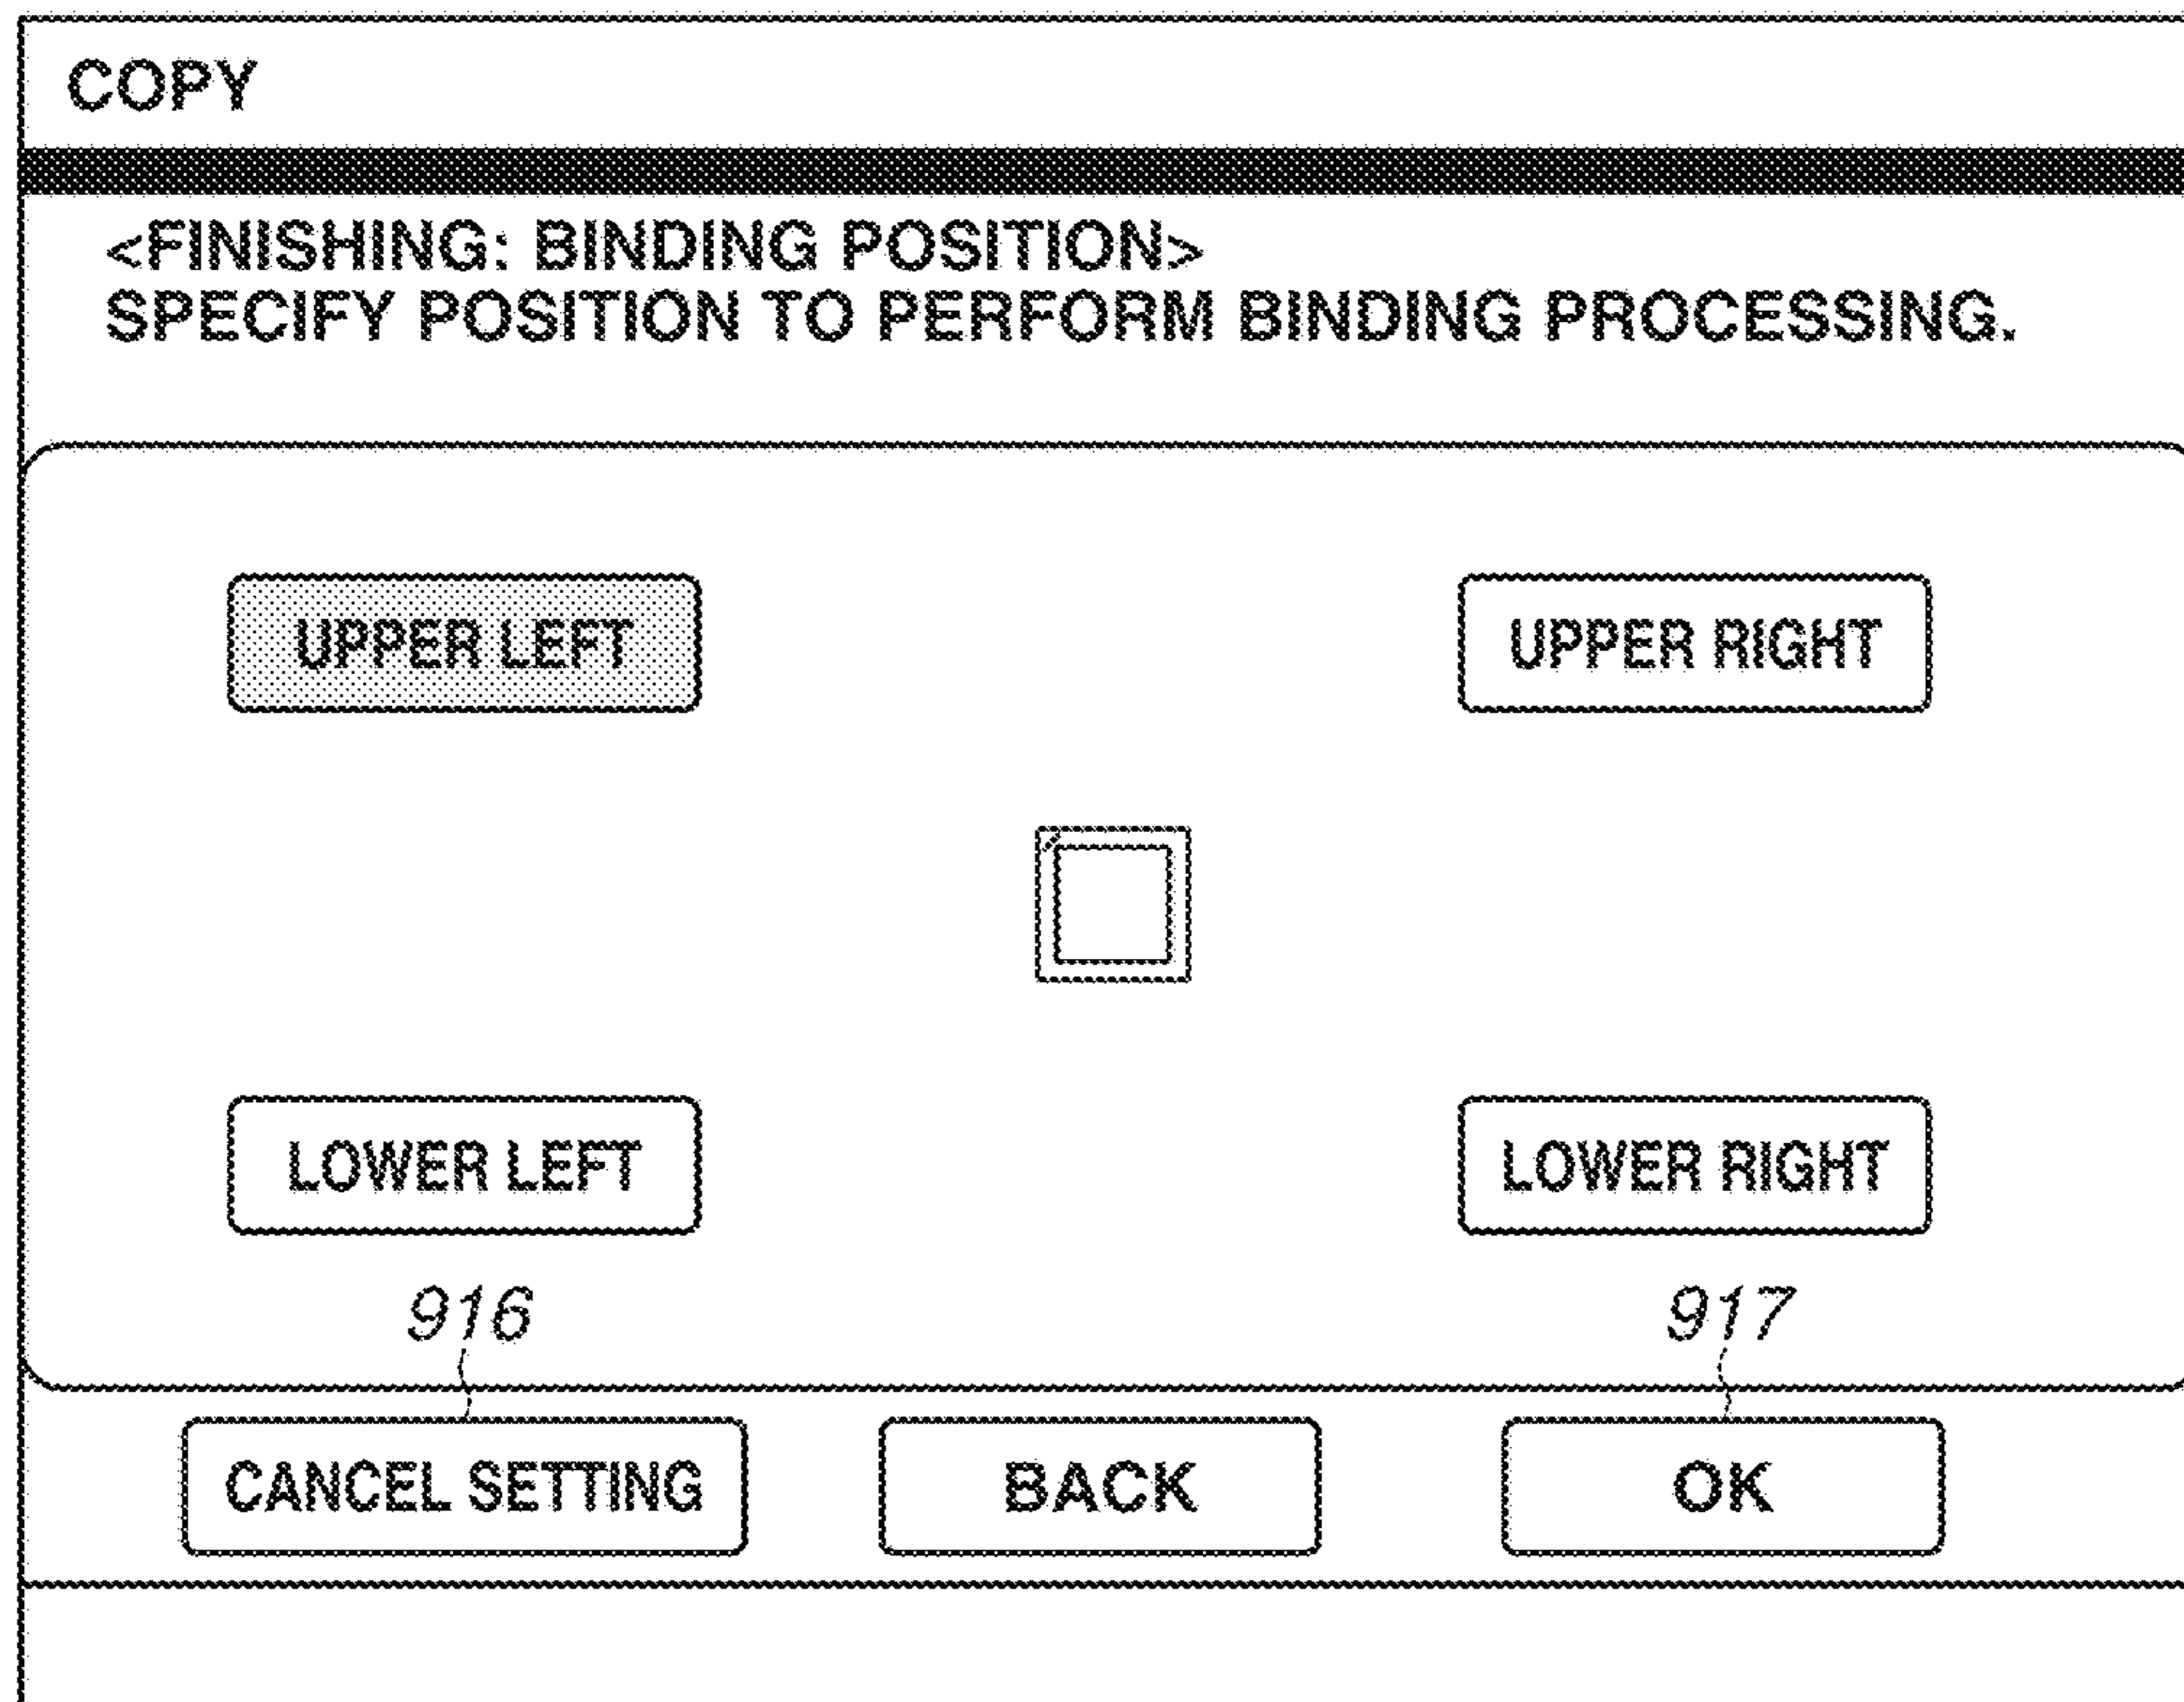 COPY
<FINISHING: BINDING POSITION>
SPECIFY POSITION TO PERFORM BINDING PROCESSING.
UPPER LEFT
UPPER RIGHT
LOWER LEFT
LOWER RIGHT
916
917
CANCEL SETTING
BACK
OK